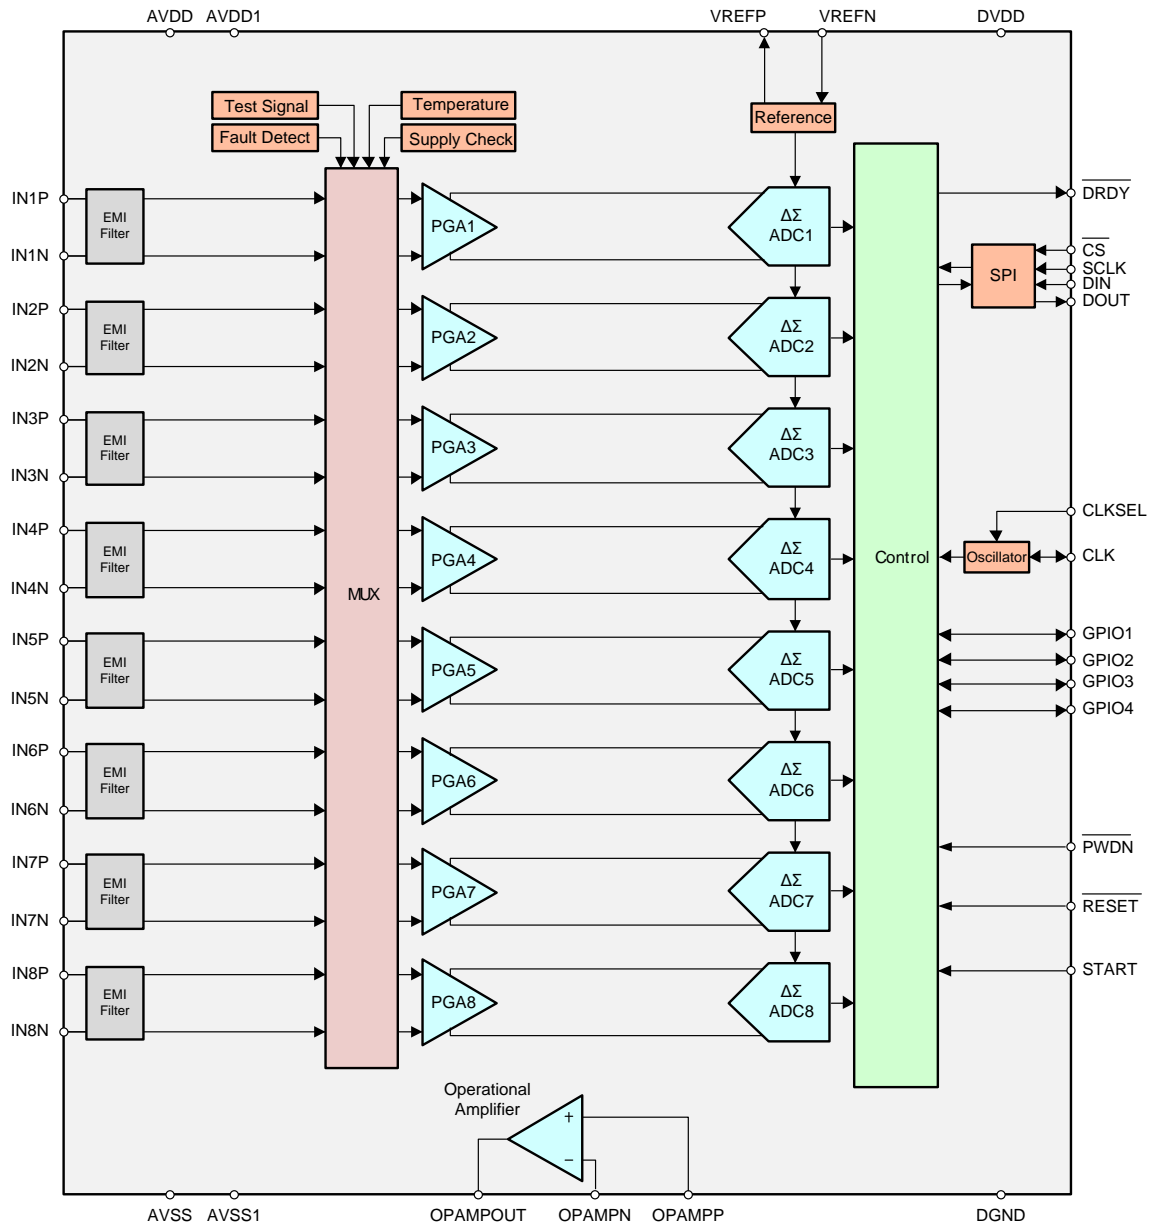 AVDD AVDD1 VREFP VREFN DVDD
Test Signal Temperature
Fault Detect Supply Check
Reference
IN1P
EMI
Filter
IN1N
PGA1
ΔΣ
ADC1
DRDY
CS
SCLK
DIN
DOUT
SPI
IN2P
EMI
Filter
IN2N
PGA2
ΔΣ
ADC2
IN3P
EMI
Filter
IN3N
PGA3
ΔΣ
ADC3
IN4P
EMI
Filter
IN4N
PGA4
ΔΣ
ADC4
MUX
Control
CLKSEL
Oscillator
CLK
IN5P
EMI
Filter
IN5N
PGA5
ΔΣ
ADC5
GPIO1
GPIO2
GPIO3
GPIO4
IN6P
EMI
Filter
IN6N
PGA6
ΔΣ
ADC6
IN7P
EMI
Filter
IN7N
PGA7
ΔΣ
ADC7
PWDN
RESET
IN8P
EMI
Filter
IN8N
PGA8
ΔΣ
ADC8
START
Operational
Amplifier
+
−
AVSS AVSS1 OPAMPOUT OPAMPN OPAMPP DGND